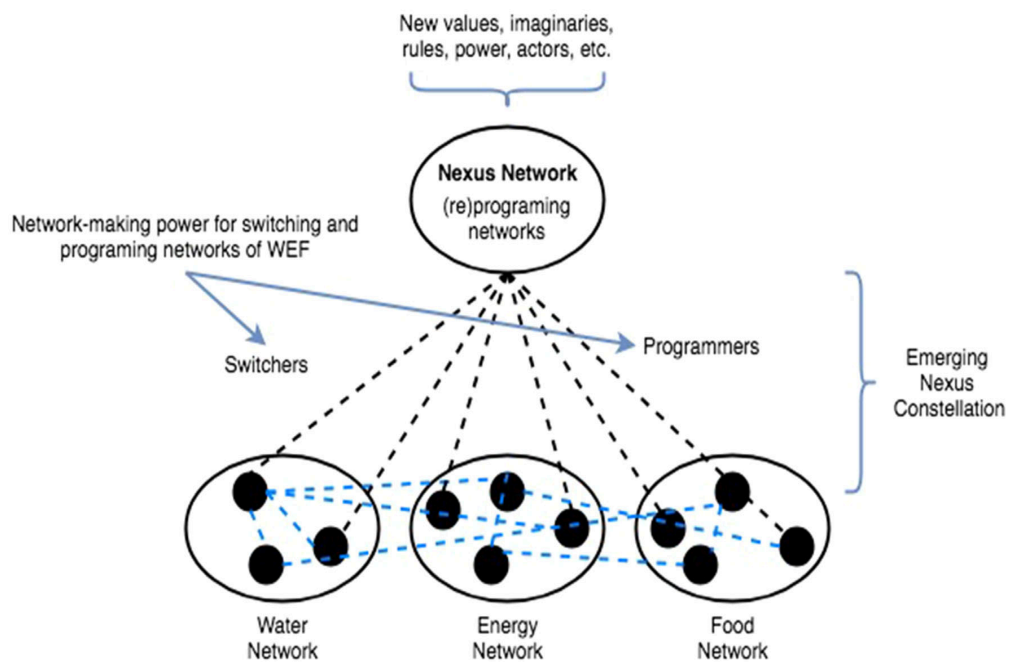 New values, imaginaries,
rules, power, actors, etc.
Nexus Network
(re)programing
networks
Network-making power for switching and
programing networks of WEF
Switchers
Programmers
Emerging
Nexus
Constellation
Water
Network
Energy
Network
Food
Network